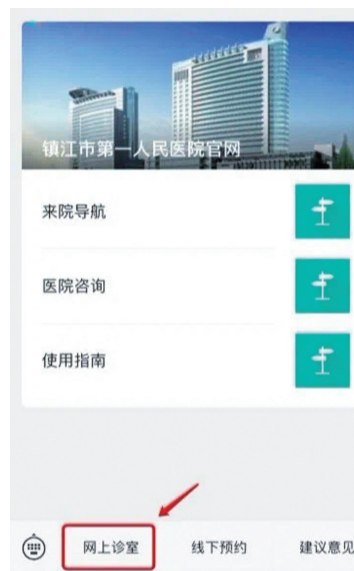 镇江市第一人民医院官网
来院导航
医院咨询
使用指南
网上诊室
线下预约
建议意见